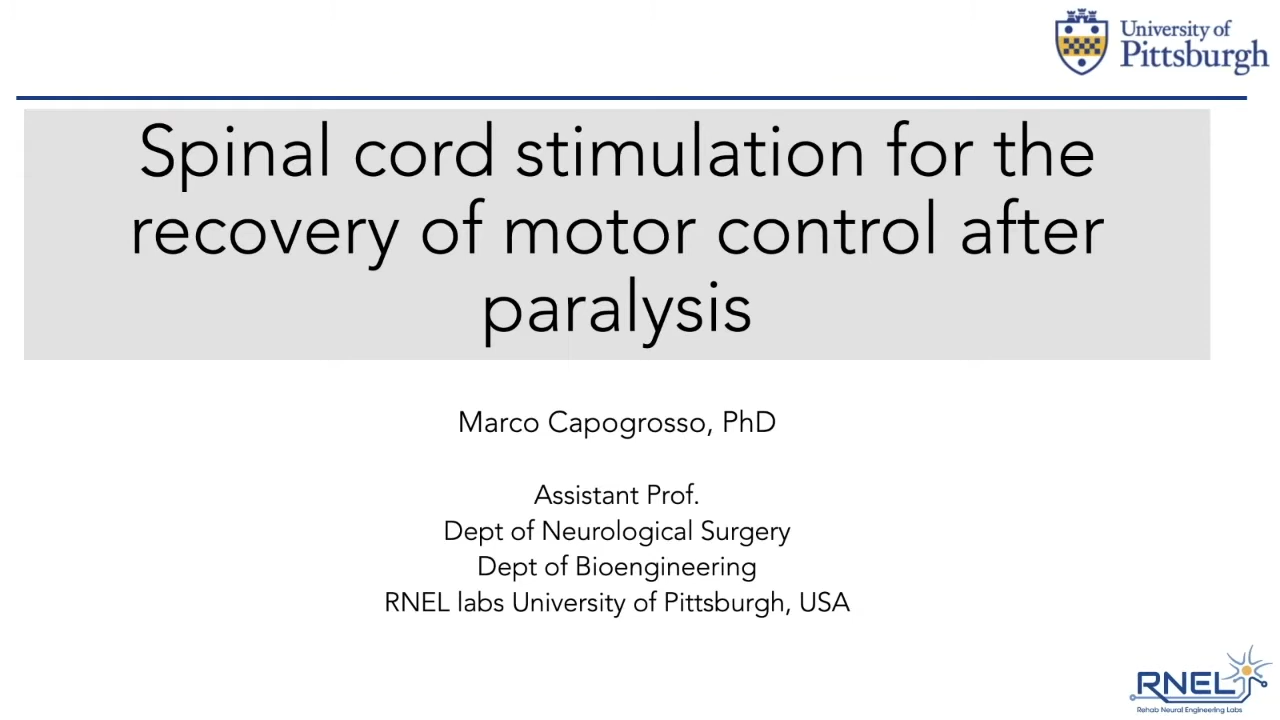 University of
Pittsburgh
Spinal cord stimulation for the
recovery of motor control after
paralysis
Marco Capogrosso, PhD
Assistant Prof.
Dept of Neurological Surgery
Dept of Bioengineering
RNEL labs University of Pittsburgh, USA
RNEL
Rehab Neural Engineering Labs